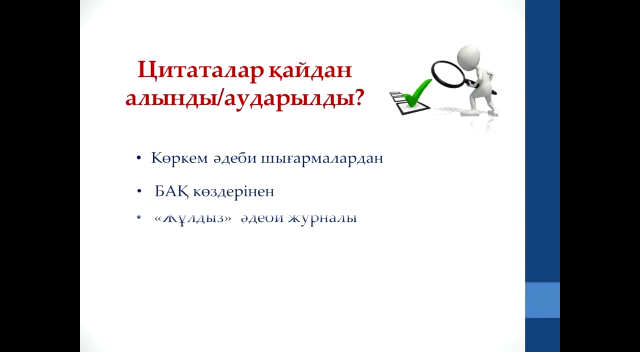 Цитаталар қайдан
алынды/аударылды?
• Көркем әдеби шығармалардан
• БАҚ көздерінен
• «Жұлдыз» әдеби журналы